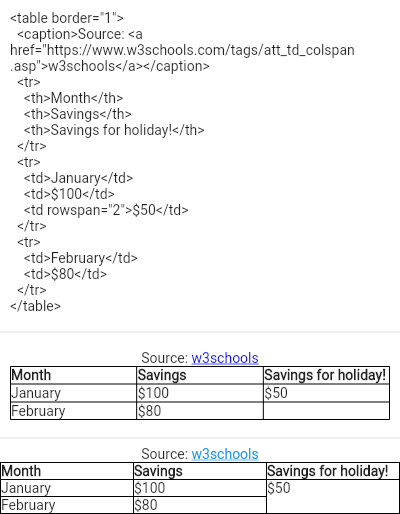 <table border="1">
<caption>Source: <a
href="https://www.w3schools.com/tags/att_td_colspan
.asp">w3schools</a></caption>
<tr>
<th>Month</th>
<th>Savings</th>
<th>Savings for holiday!</th>
</tr>
<tr>
<td>January</td>
<td>$100</td>
<td rowspan="2">$50</td>
</tr>
<tr>
<td>February</td>
<td>$80</td>
</tr>
</table>
Source: w3schools
Month Savings Savings for holiday!
January $100 $50
February $80
Source: w3schools
Month Savings Savings for holiday!
January $100 $50
February $80